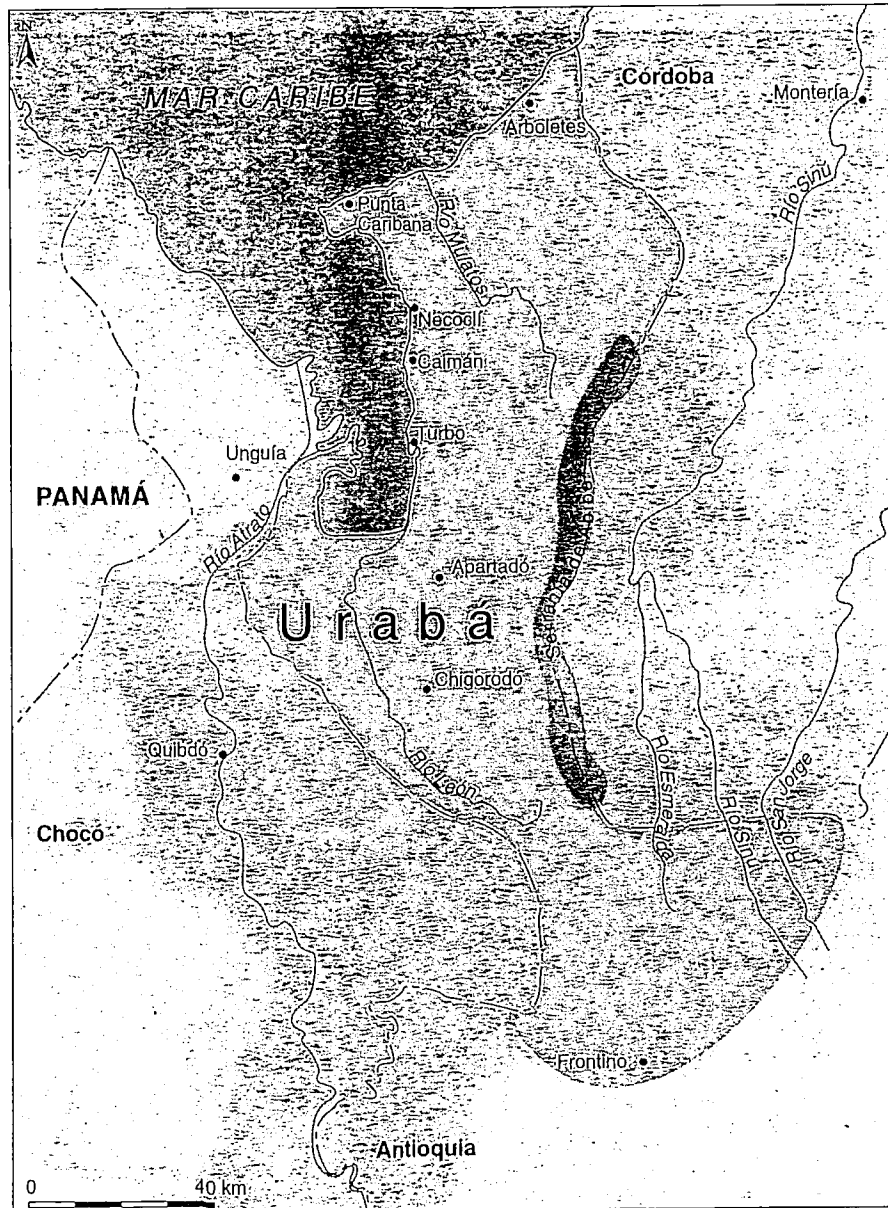 N
MAR CARIBE
Córdoba
Montería
Arboletes
Río Sinú
Punta
Caribana
Río Mulatos
Necoclí
Caimán
Turbo
Unguía
PANAMÁ
Río Atrato
Apartadó
Serranía de Abibe
Urabá
Chigorodó
Quibdó
Río León
Río Esmeralda
Río Sinú
Río San Jorge
Chocó
Frontino
Antioquia
0 40 km